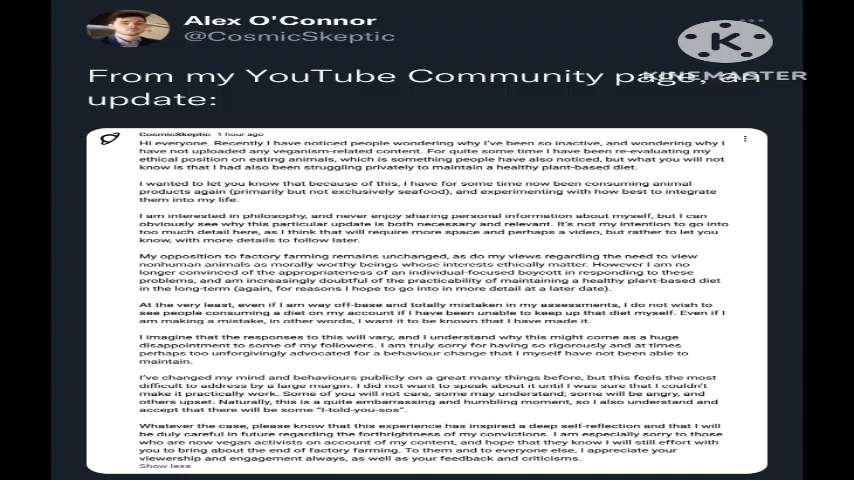 Alex O'Connor
@CosmicSkeptic
KINEMASTER
From my YouTube Community page, an
update:
CosmicSkeptic 1 hour ago
Hi everyone. Recently I have noticed people wondering why I've been so inactive, and wondering why I
have not uploaded any veganism-related content. For quite some time I have been re-evaluating my
ethical position on eating animals, which is something people have also noticed, but what you will not
know is that I had also been struggling privately to maintain a healthy plant-based diet.
I wanted to let you know that because of this, I have for some time now been consuming animal
products again (primarily but not exclusively seafood), and experimenting with how best to integrate
them into my life.
I am interested in philosophy, and never enjoy sharing personal information about myself, but I can
obviously see why this particular update is both necessary and relevant. It's not my intention to go into
too much detail here, as I think that will require more space and perhaps a video, but rather to let you
know, with more details to follow later.
My opposition to factory farming remains unchanged, as do my views regarding the need to view
nonhuman animals as morally worthy beings whose interests ethically matter. However I am no
longer convinced of the appropriateness of an individual-focused boycott in responding to these
problems, and am increasingly doubtful of the practicability of maintaining a healthy plant-based diet
in the long-term (again, for reasons I hope to go into in more detail at a later date).
At the very least, even if I am way off-base and totally mistaken in my assessments, I do not wish to
see people consuming a diet on my account if I have been unable to keep up that diet myself. Even if I
am making a mistake, in other words, I want it to be known that I have made it.
I imagine that the responses to this will vary, and I understand why this might come as a huge
disappointment to some of my followers. I am truly sorry for having so rigorously and at times
perhaps too unforgivingly advocated for a behaviour change that I myself have not been able to
maintain.
I've changed my mind and behaviours publicly on a great many things before, but this feels the most
difficult to address by a large margin. I did not want to speak about it until I was sure that I couldn't
make it practically work. Some of you will not care, some may understand; some will be angry, and
others upset. Naturally, this is a quite embarrassing and humbling moment, so I also understand and
accept that there will be some "I-told-you-sos".
Whatever the case, please know that this experience has inspired a deep self-reflection and that I will
be duly careful in future regarding the forthrightness of my convictions. I am especially sorry to those
who are now vegan activists on account of my content, and hope that they know I will still effort with
you to bring about the end of factory farming. To them and to everyone else, I appreciate your
viewership and engagement always, as well as your feedback and criticisms.
Show less